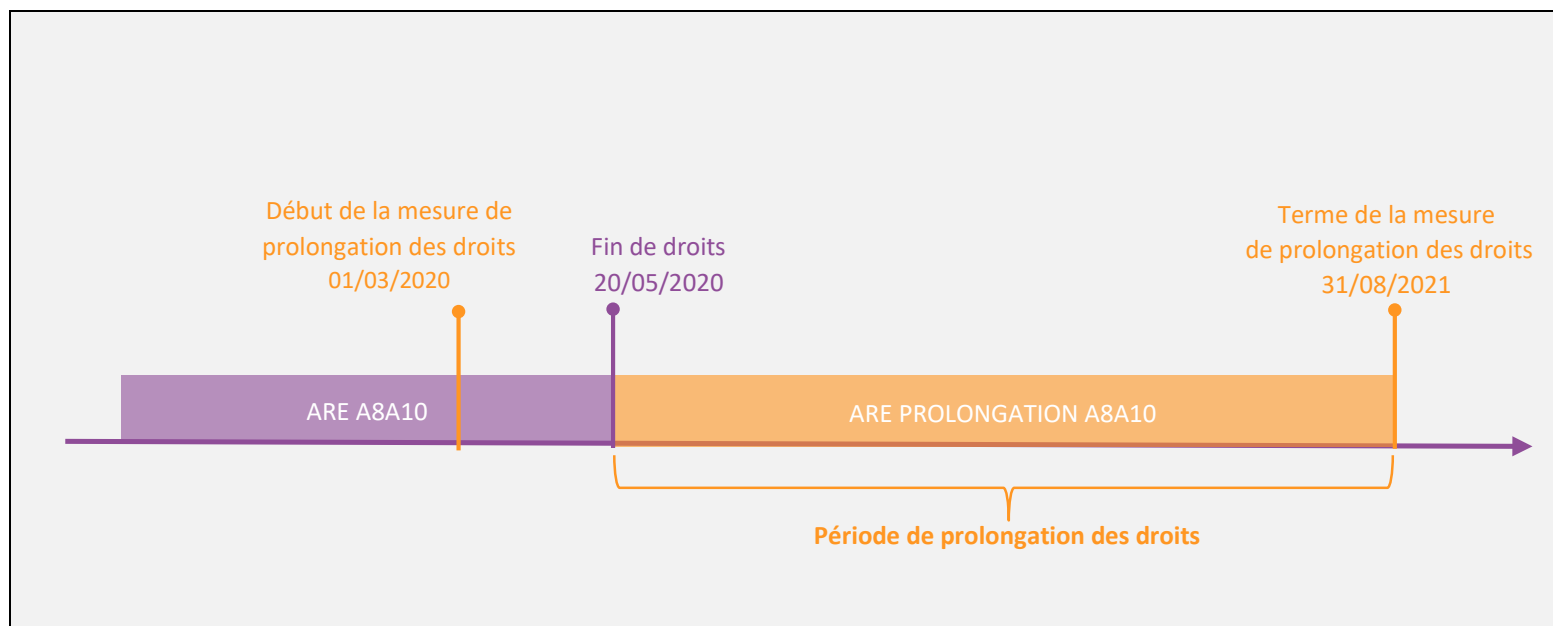 Début de la mesure de
prolongation des droits
01/03/2020
Fin de droits
20/05/2020
Terme de la mesure
de prolongation des droits
31/08/2021
ARE A8A10
ARE PROLONGATION A8A10
Période de prolongation des droits